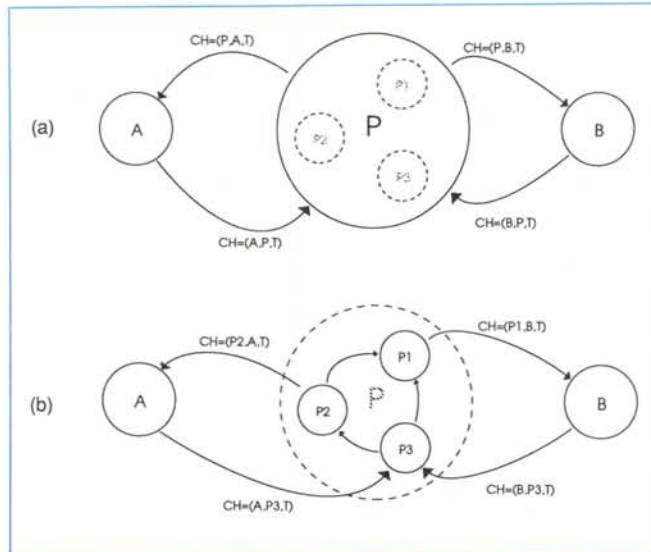 CH=(P,A,T)
CH=(P,B,T)
P1
(a)
A
P2
P
B
P3
CH=(A,P,T)
CH=(B,P,T)
CH=(P2,A,T)
CH=(P1,B,T)
P1
(b)
A
P2
P
B
P3
CH=(A,P3,T)
CH=(B,P3,T)